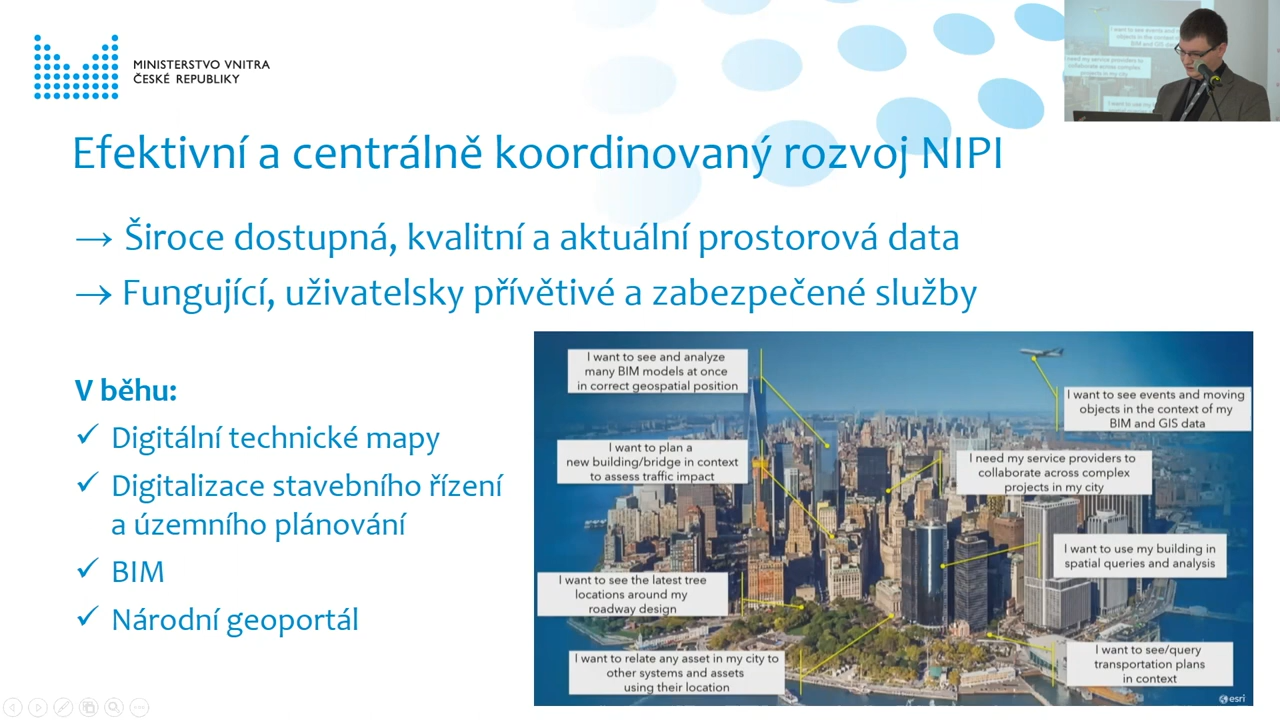 MINISTERSTVO VNITRA
ČESKÉ REPUBLIKY
Efektivní a centrálně koordinovaný rozvoj NIPI
→ Široce dostupná, kvalitní a aktuální prostorová data
→ Fungující, uživatelsky přívětivé a zabezpečené služby
V běhu:
✓ Digitální technické mapy
✓ Digitalizace stavebního řízení
a územního plánování
✓ BIM
✓ Národní geoportál
I want to see and analyze
many BIM models at once
in correct geospatial position
I want to see events and moving
objects in the context of my
BIM and GIS data
I want to plan a
new building/bridge in context
to assess traffic impact
I need my service providers to
collaborate across complex
projects in my city
I want to use my building in
spatial queries and analysis
I want to see the latest tree
locations around my
roadway design
I want to relate any asset in my city to
other systems and assets
using their location
I want to see/query
transportation plans
in context
esri